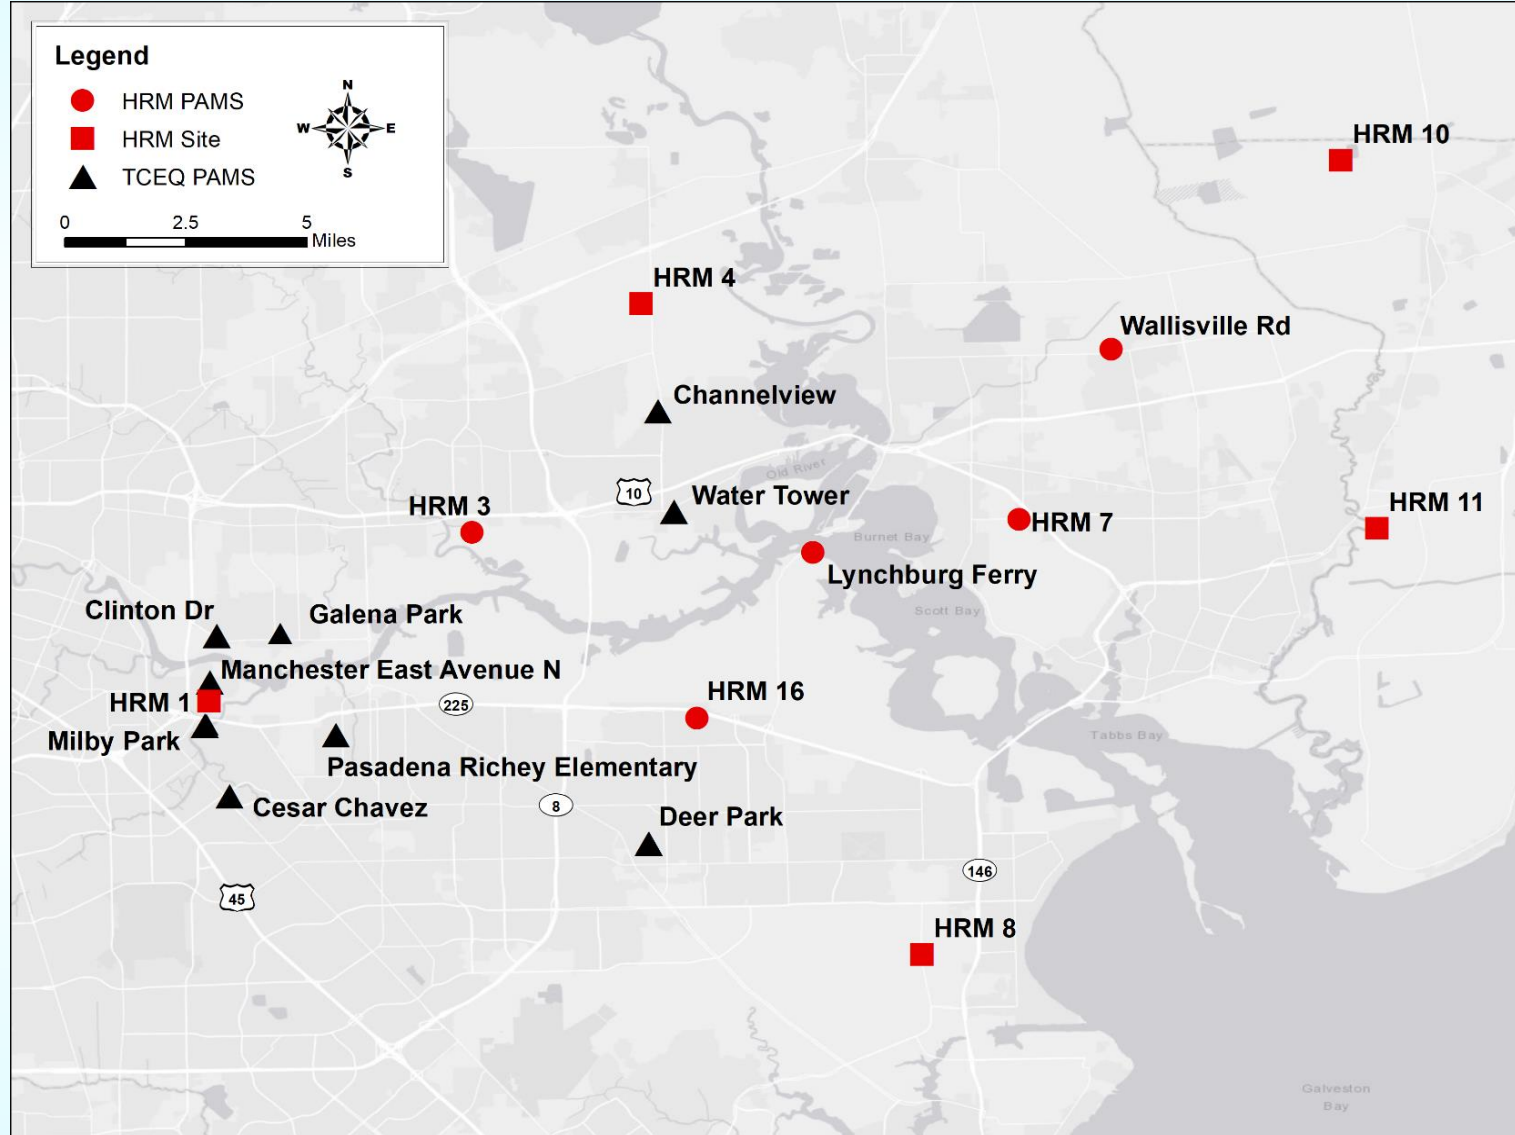 Legend
HRM PAMS
HRM Site
TCEQ PAMS
N
W E
S
0 2.5 5
Miles
HRM 10
HRM 4
Wallisville Rd
Channelview
Old River
10
Water Tower
HRM 3
HRM 11
HRM 7
Burnet Bay
Lynchburg Ferry
Clinton Dr
Galena Park
Scott Bay
Manchester East Avenue N
HRM 1
225
HRM 16
Milby Park
Tabbs Bay
Pasadena Richey Elementary
Cesar Chavez
8
Deer Park
146
45
HRM 8
Galveston
Bay